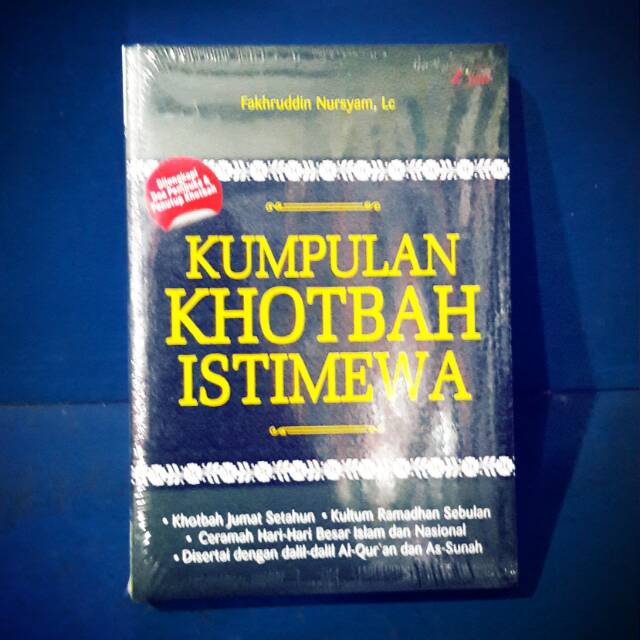 Fakhruddin Nursyam, Lc
Dilengkapi
Doa Pembuka &
Penutup Khotbah
KUMPULAN
KHOTBAH
ISTIMEWA
• Khotbah Jumat Setahun • Kultum Ramadhan Sebulan
• Ceramah Hari-Hari Besar Islam dan Nasional
• Disertai dengan dalil-dalil Al-Qur'an dan As-Sunah